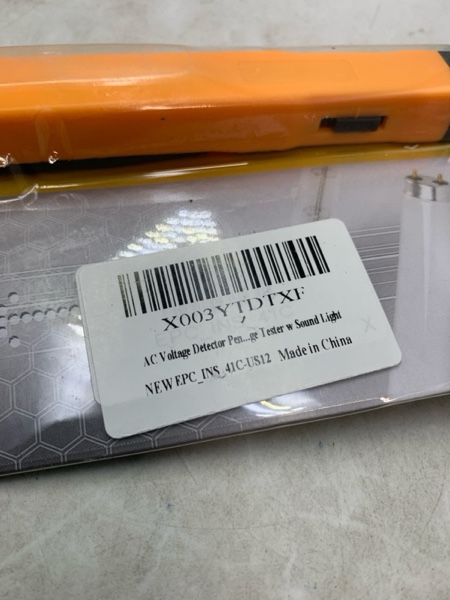 X003YTDTXF
AC Voltage Detector Pen...ge Tester w Sound Light
NEW EPC_INS_41C-US12 Made in China